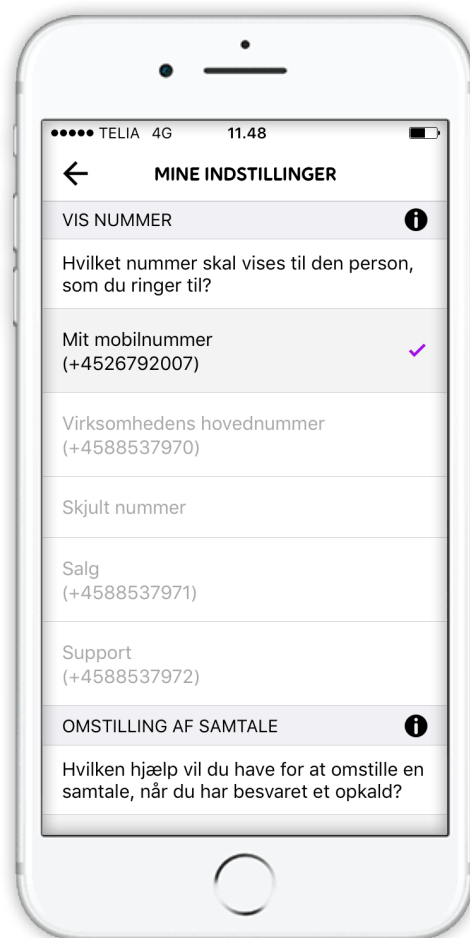 TELIA 4G 11.48
MINE INDSTILLINGER
VIS NUMMER
Hvilket nummer skal vises til den person,
som du ringer til?
Mit mobilnummer
(+4526792007)
Virksomhedens hovednummer
(+4588537970)
Skjult nummer
Salg
(+4588537971)
Support
(+4588537972)
OMSTILLING AF SAMTALE
Hvilken hjælp vil du have for at omstille en
samtale, når du har besvaret et opkald?